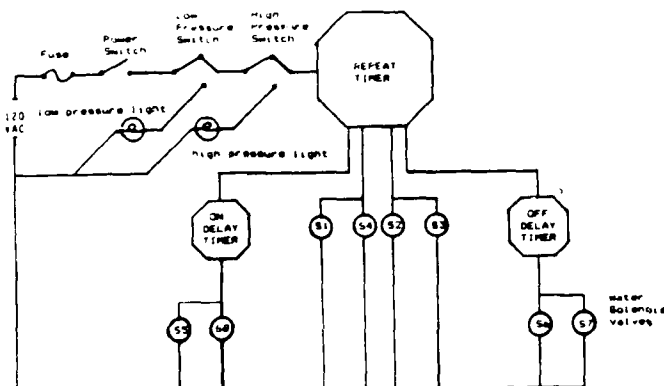 Low
Pressure
Switch
High
Pressure
Switch
Power
Switch
Fuse
REPEAT
TIMER
120
VAC
low pressure light
high pressure light
ON
DELAY
TIMER
S1
S4
S2
S3
OFF
DELAY
TIMER
S5
S8
S6
S7
Water
Solenoid
Valves